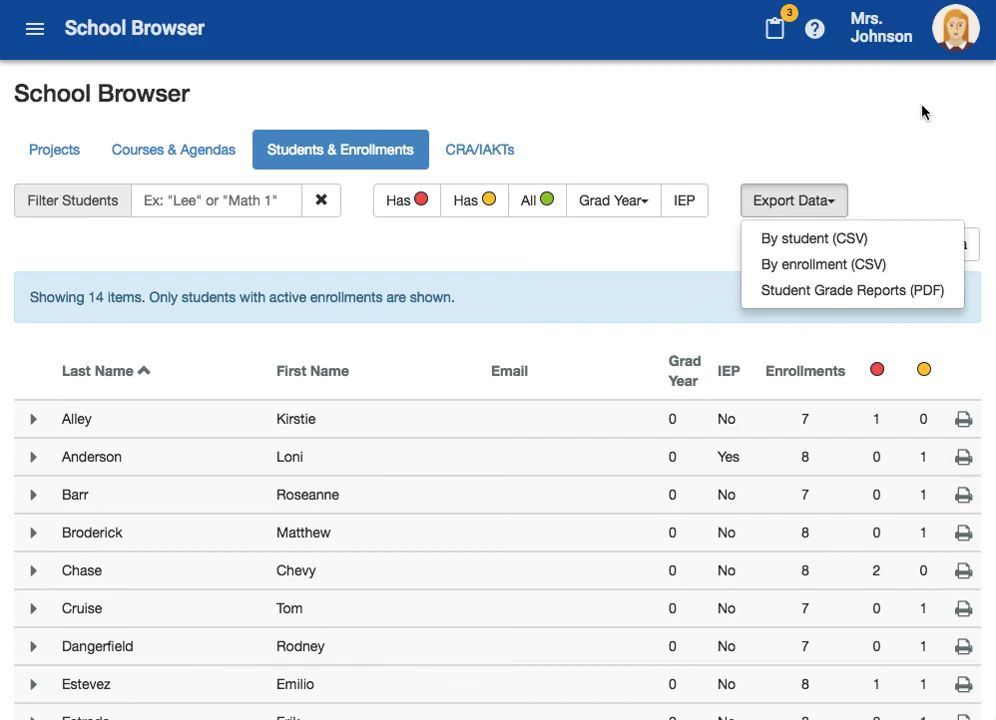 School Browser
3
?
Mrs.
Johnson
School Browser
Projects Courses & Agendas Students & Enrollments CRA/IAKTs
Filter Students Ex: "Lee" or "Math 1" Has Has All Grad Year IEP Export Data
By student (CSV)
By enrollment (CSV)
Student Grade Reports (PDF)
Showing 14 items. Only students with active enrollments are shown.
Last Name First Name Email Grad Year IEP Enrollments
Alley Kirstie 0 No 7 1 0
Anderson Loni 0 Yes 8 0 1
Barr Roseanne 0 No 7 0 1
Broderick Matthew 0 No 8 0 1
Chase Chevy 0 No 8 2 0
Cruise Tom 0 No 7 0 1
Dangerfield Rodney 0 No 7 0 1
Estevez Emilio 0 No 8 1 1